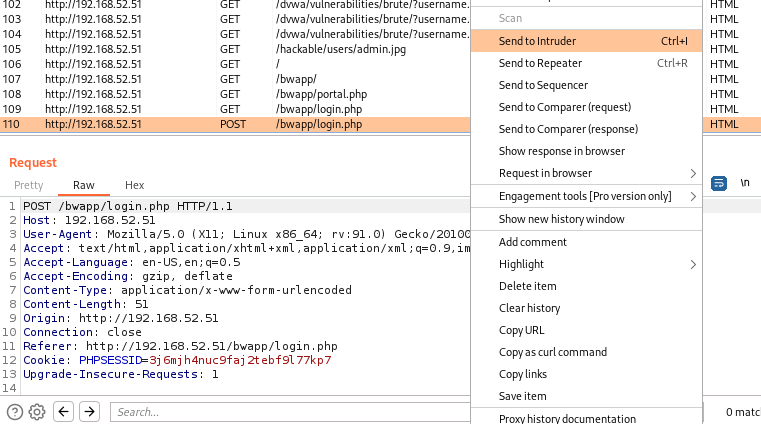 102 http://192.168.52.51 GET /dvwa/vulnerabilities/brute/?username. HTML
103 http://192.168.52.51 GET /dvwa/vulnerabilities/brute/?username. HTML
104 http://192.168.52.51 GET /dvwa/vulnerabilities/brute/?username. HTML
105 http://192.168.52.51 GET /hackable/users/admin.jpg HTML
106 http://192.168.52.51 GET / HTML
107 http://192.168.52.51 GET /bwapp/ HTML
108 http://192.168.52.51 GET /bwapp/portal.php HTML
109 http://192.168.52.51 GET /bwapp/login.php HTML
110 http://192.168.52.51 POST /bwapp/login.php HTML
Scan
Send to Intruder Ctrl+I
Send to Repeater Ctrl+R
Send to Sequencer
Send to Comparer (request)
Send to Comparer (response)
Show response in browser
Request in browser
Engagement tools [Pro version only]
Show new history window
Add comment
Highlight
Delete item
Clear history
Copy URL
Copy as curl command
Copy links
Save item
Proxy history documentation
Request
Pretty Raw Hex
\n
1 POST /bwapp/login.php HTTP/1.1
2 Host: 192.168.52.51
3 User-Agent: Mozilla/5.0 (X11; Linux x86_64; rv:91.0) Gecko/20100
4 Accept: text/html,application/xhtml+xml,application/xml;q=0.9,im
5 Accept-Language: en-US,en;q=0.5
6 Accept-Encoding: gzip, deflate
7 Content-Type: application/x-www-form-urlencoded
8 Content-Length: 51
9 Origin: http://192.168.52.51
10 Connection: close
11 Referer: http://192.168.52.51/bwapp/login.php
12 Cookie: PHPSESSID=3j6mjh4nuc9faj2tebf9l77kp7
13 Upgrade-Insecure-Requests: 1
14
Search...
0 matc